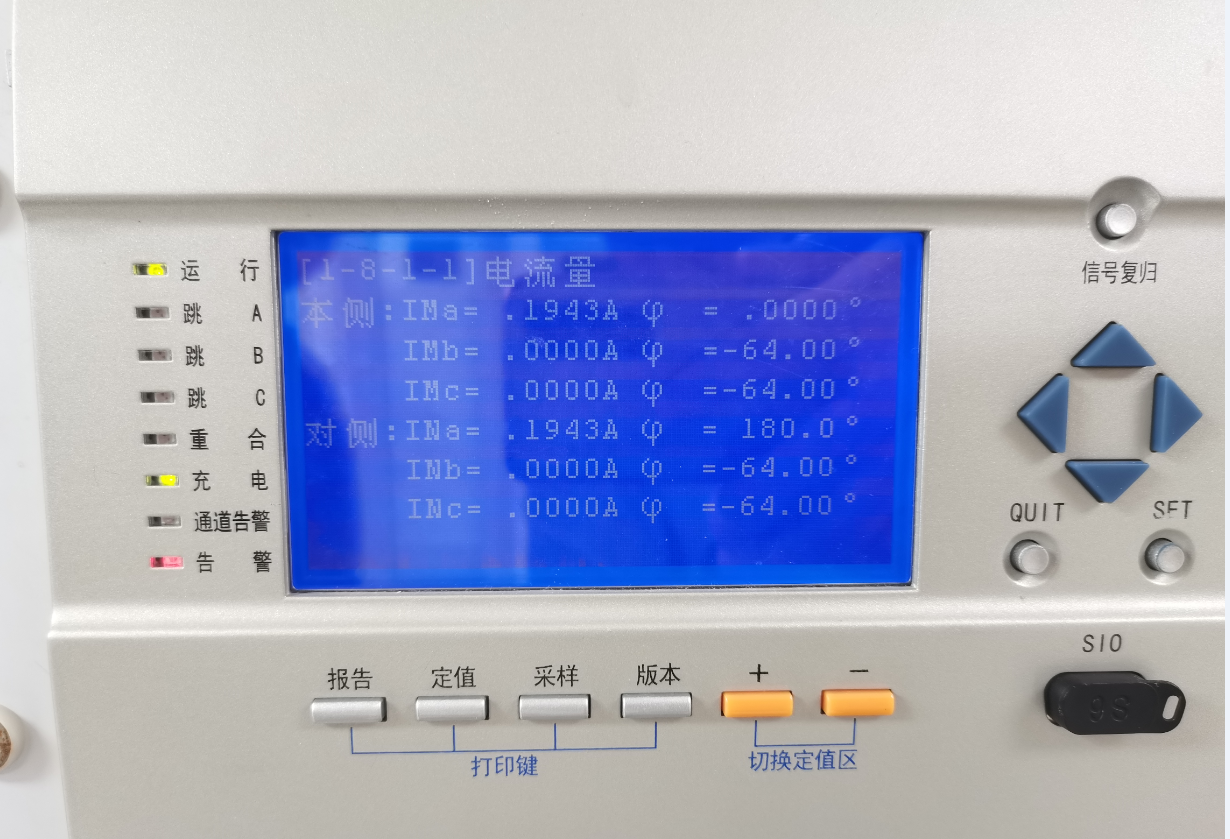 [1-8-1-1]电流量
本侧:IMa= .1943A φ = .0000°
IMb= .0000A φ =-64.00°
IMc= .0000A φ =-64.00°
对侧:INa= .1943A φ = 180.0°
INb= .0000A φ =-64.00°
INc= .0000A φ =-64.00°
运 行
跳 A
跳 B
跳 C
重 合
充 电
通道告警
告 警
信号复归
QUIT SET
SIO
报告 定值 采样 版本 + −
打印键 切换定值区